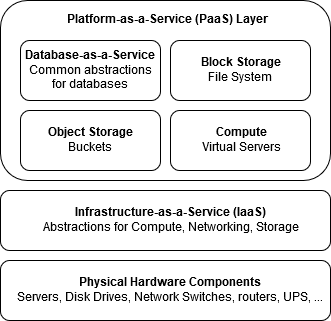 Platform-as-a-Service (PaaS) Layer
Database-as-a-Service
Common abstractions
for databases
Block Storage
File System
Object Storage
Buckets
Compute
Virtual Servers
Infrastructure-as-a-Service (IaaS)
Abstractions for Compute, Networking, Storage
Physical Hardware Components
Servers, Disk Drives, Network Switches, routers, UPS, ...